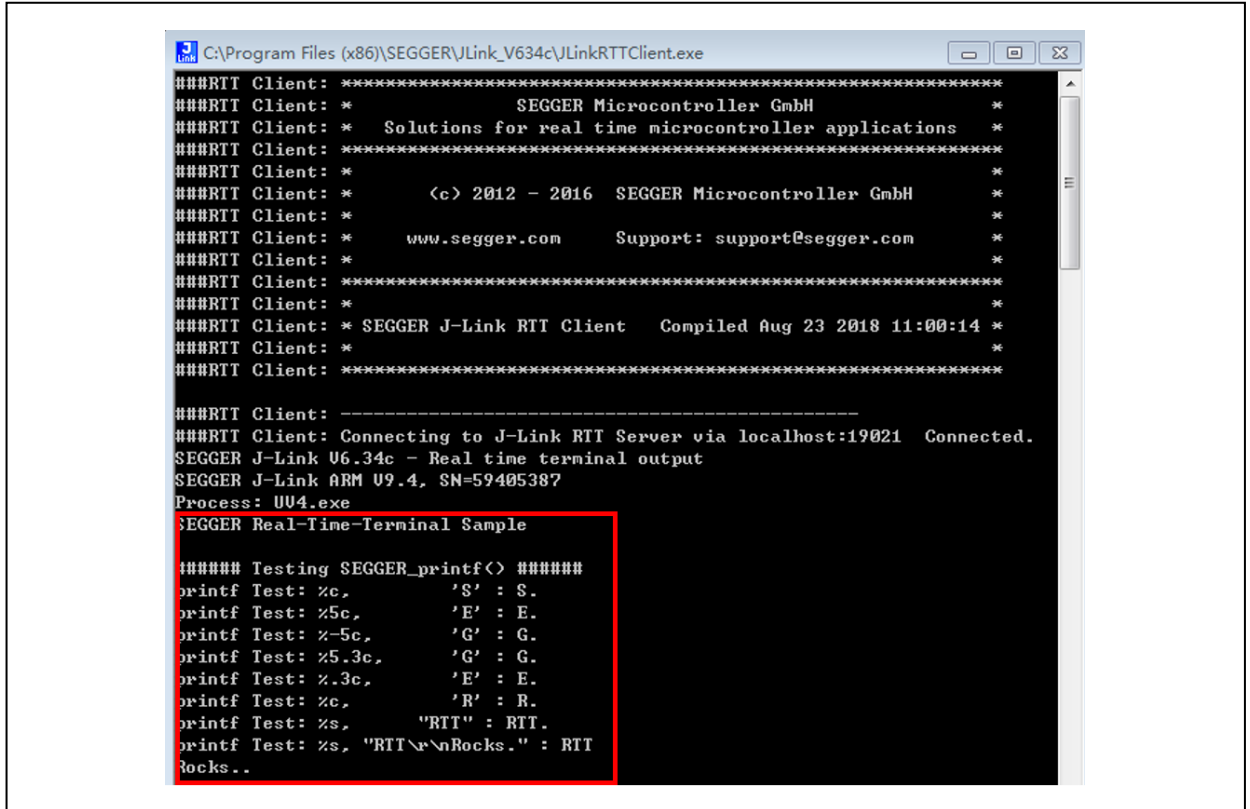 C:\Program Files (x86)\SEGGER\JLink_V634c\JLinkRTTClient.exe
###RTT Client: ************************************************************
###RTT Client: *               SEGGER Microcontroller GmbH                *
###RTT Client: *   Solutions for real time microcontroller applications   *
###RTT Client: ************************************************************
###RTT Client: *                                                          *
###RTT Client: *       (c) 2012 - 2016  SEGGER Microcontroller GmbH       *
###RTT Client: *                                                          *
###RTT Client: *     www.segger.com     Support: support@segger.com       *
###RTT Client: *                                                          *
###RTT Client: ************************************************************
###RTT Client: *                                                          *
###RTT Client: * SEGGER J-Link RTT Client   Compiled Aug 23 2018 11:00:14 *
###RTT Client: *                                                          *
###RTT Client: ************************************************************
###RTT Client: -----------------------------------------------
###RTT Client: Connecting to J-Link RTT Server via localhost:19021  Connected.
SEGGER J-Link V6.34c - Real time terminal output
SEGGER J-Link ARM V9.4, SN=59405387
Process: UV4.exe
SEGGER Real-Time-Terminal Sample
###### Testing SEGGER_printf() ######
printf Test: %c,         'S' : S.
printf Test: %5c,        'E' : E.
printf Test: %-5c,       'G' : G.
printf Test: %5.3c,      'G' : G.
printf Test: %.3c,       'E' : E.
printf Test: %c,         'R' : R.
printf Test: %s,      "RTT" : RTT.
printf Test: %s, "RTT\r\nRocks." : RTT
Rocks..